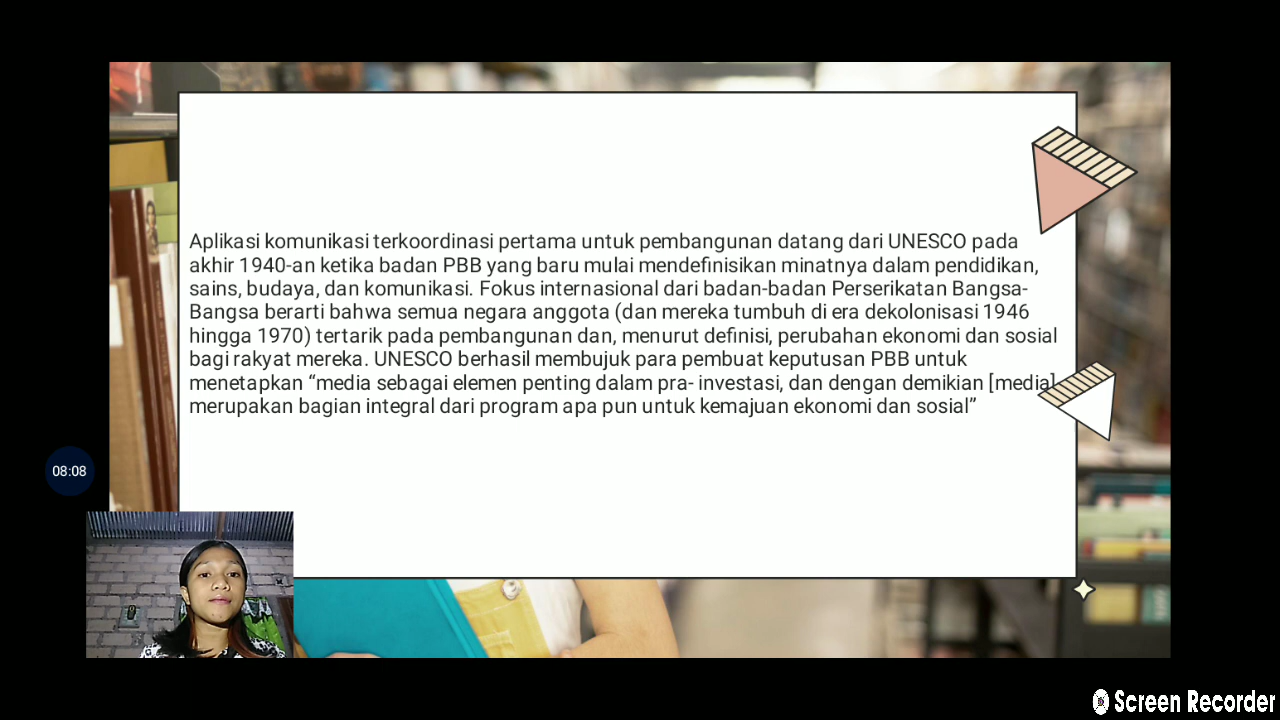 Aplikasi komunikasi terkoordinasi pertama untuk pembangunan datang dari UNESCO pada
akhir 1940-an ketika badan PBB yang baru mulai mendefinisikan minatnya dalam pendidikan,
sains, budaya, dan komunikasi. Fokus internasional dari badan-badan Perserikatan Bangsa-
Bangsa berarti bahwa semua negara anggota (dan mereka tumbuh di era dekolonisasi 1946
hingga 1970) tertarik pada pembangunan dan, menurut definisi, perubahan ekonomi dan sosial
bagi rakyat mereka. UNESCO berhasil membujuk para pembuat keputusan PBB untuk
menetapkan “media sebagai elemen penting dalam pra- investasi, dan dengan demikian [media]
merupakan bagian integral dari program apa pun untuk kemajuan ekonomi dan sosial”
08:08
Screen Recorder